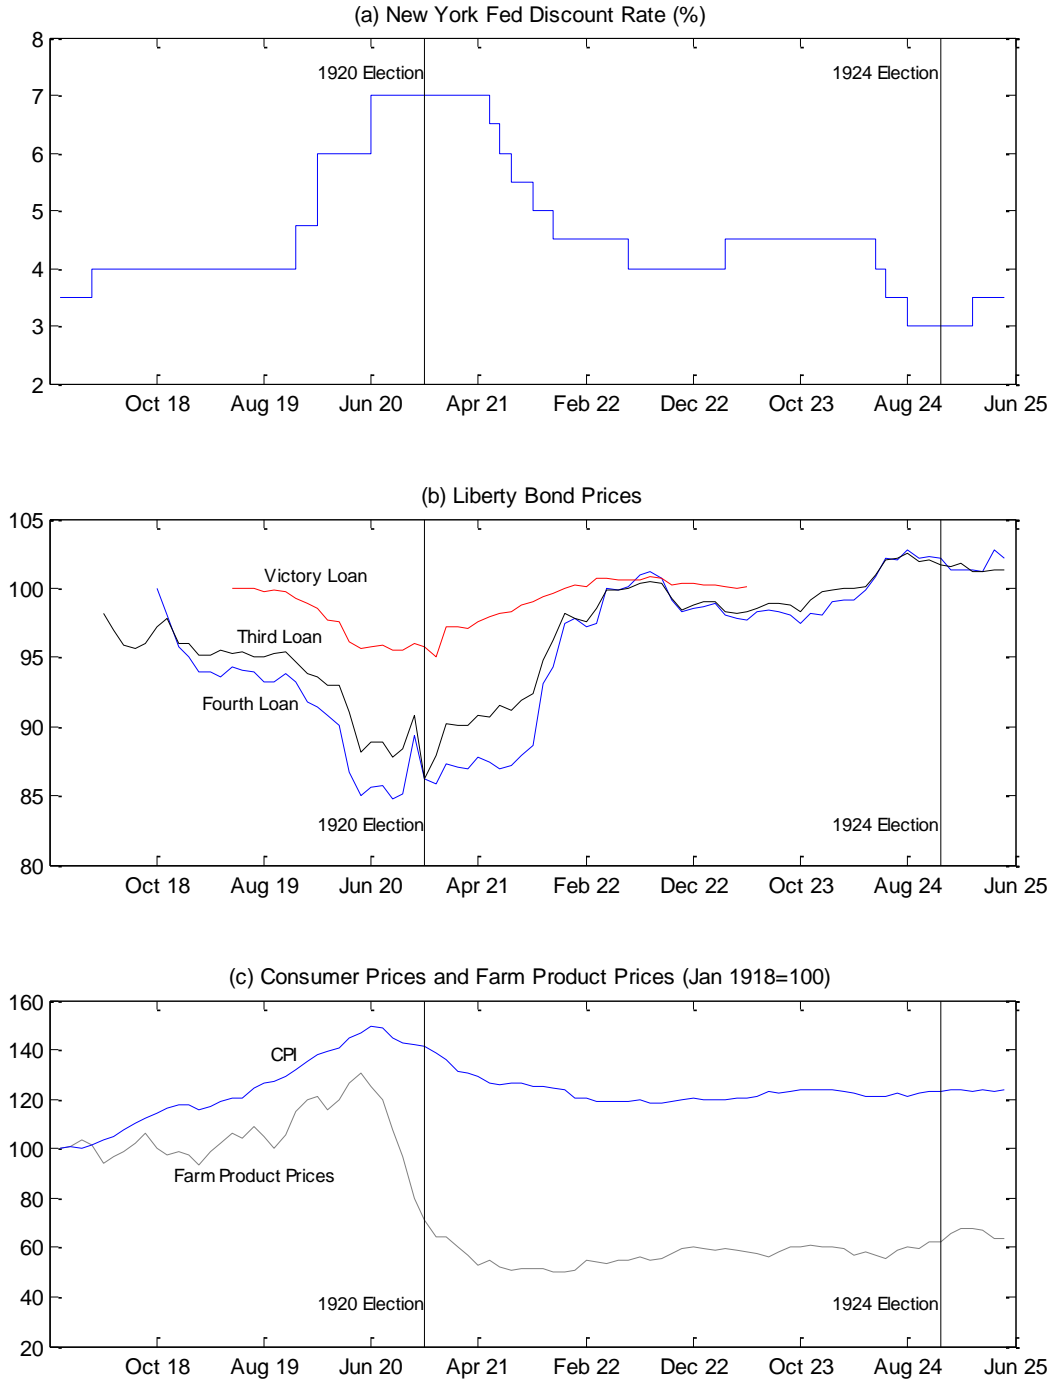 (a) New York Fed Discount Rate (%)
8
1920 Election
1924 Election
7
6
5
4
3
2
Oct 18 Aug 19 Jun 20 Apr 21 Feb 22 Dec 22 Oct 23 Aug 24 Jun 25
(b) Liberty Bond Prices
105
100
Victory Loan
95
Third Loan
Fourth Loan
90
85
1920 Election
1924 Election
80
Oct 18 Aug 19 Jun 20 Apr 21 Feb 22 Dec 22 Oct 23 Aug 24 Jun 25
(c) Consumer Prices and Farm Product Prices (Jan 1918=100)
160
140
CPI
120
100
Farm Product Prices
80
60
40
1920 Election
1924 Election
20
Oct 18 Aug 19 Jun 20 Apr 21 Feb 22 Dec 22 Oct 23 Aug 24 Jun 25